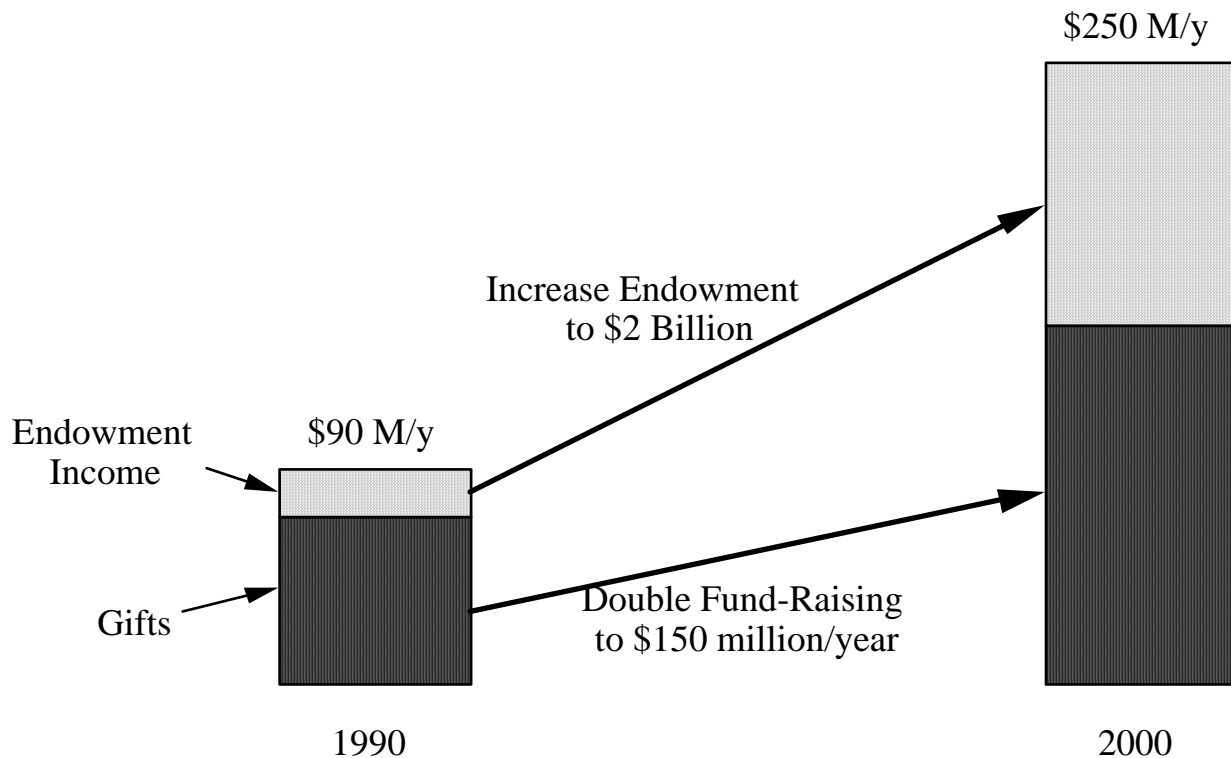 $250 M/y
Increase Endowment
to $2 Billion
Endowment
Income
$90 M/y
Gifts
Double Fund-Raising
to $150 million/year
1990
2000